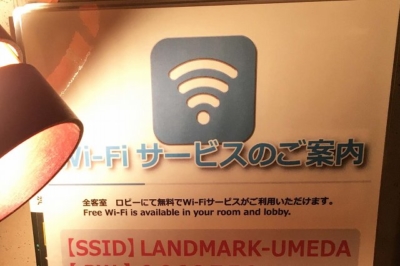 Wi-Fi サービスのご案内
全客室 ロビーにて無料でWi-Fiサービスがご利用いただけます。
Free Wi-Fi is available in your room and lobby.
【SSID】LANDMARK-UMEDA